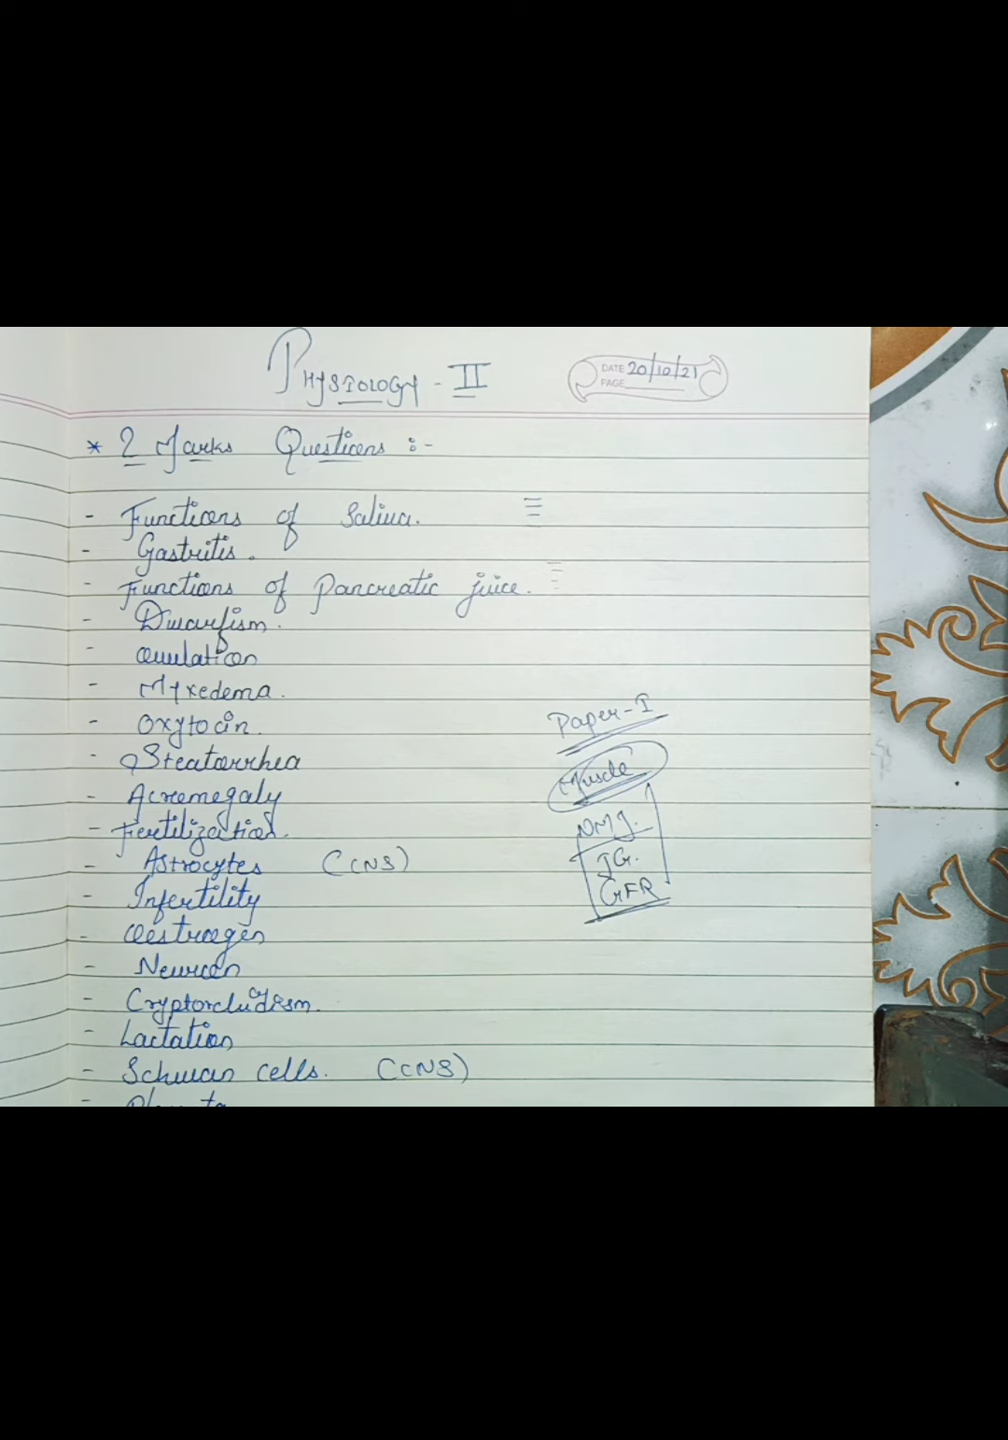 Physiology - II
DATE 20/10/21
PAGE
* 2 Marks Questions :-
- Functions of Saliva.
- Gastritis.
- Functions of Pancreatic juice.
- Dwarfism.
- Ovulation
- Myxedema.
- Oxytocin.
- Steatorrhea
- Acromegaly
- Fertilization.
- Astrocytes (CNS)
- Infertility
- Oestrogen
- Neuron
- Cryptorchidism.
- Lactation
- Schwan cells. (CNS)
Paper-I
Muscle
NMJ.
JG.
GFR